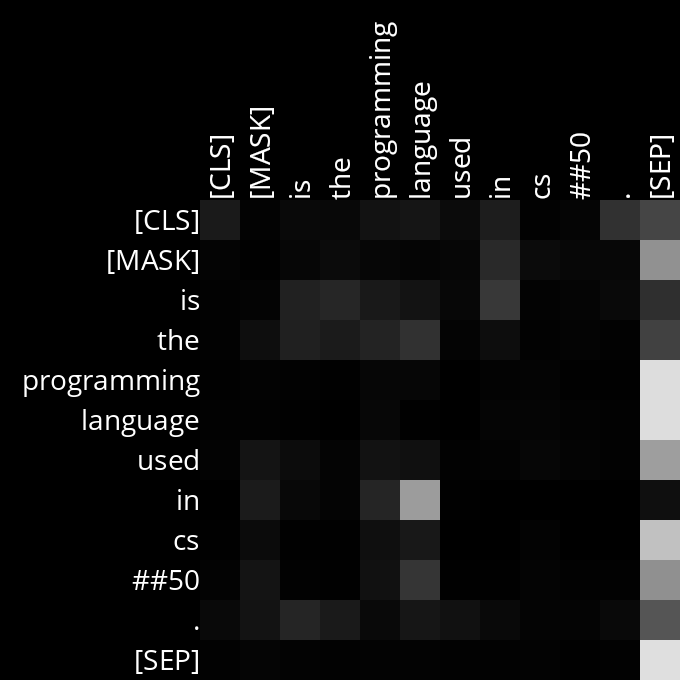 [CLS]
[MASK]
is
the
programming
language
used
in
cs
##50
.
[SEP]
[CLS]
[MASK]
is
the
programming
language
used
in
cs
##50
.
[SEP]